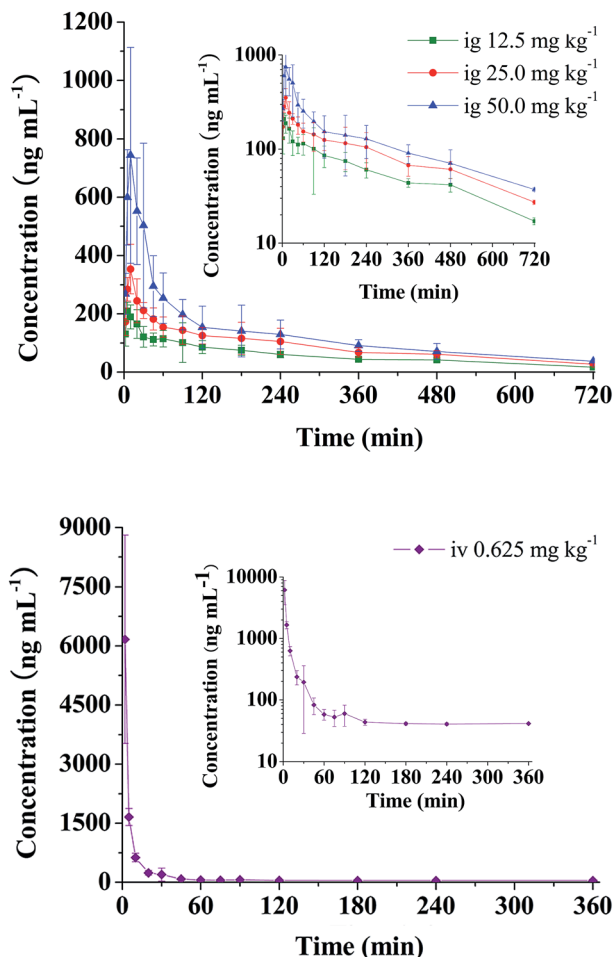 1200
1000
800
600
400
200
0
Concentration (ng mL⁻¹)
0 120 240 360 480 600 720
Time (min)
1000
100
10
Concentration (ng mL⁻¹)
0 120 240 360 480 600 720
Time (min)
ig 12.5 mg kg⁻¹
ig 25.0 mg kg⁻¹
ig 50.0 mg kg⁻¹
9000
7500
6000
4500
3000
1500
0
Concentration (ng mL⁻¹)
0 60 120 180 240 300 360
Time (min)
10000
1000
100
10
Concentration (ng mL⁻¹)
0 60 120 180 240 300 360
Time (min)
iv 0.625 mg kg⁻¹